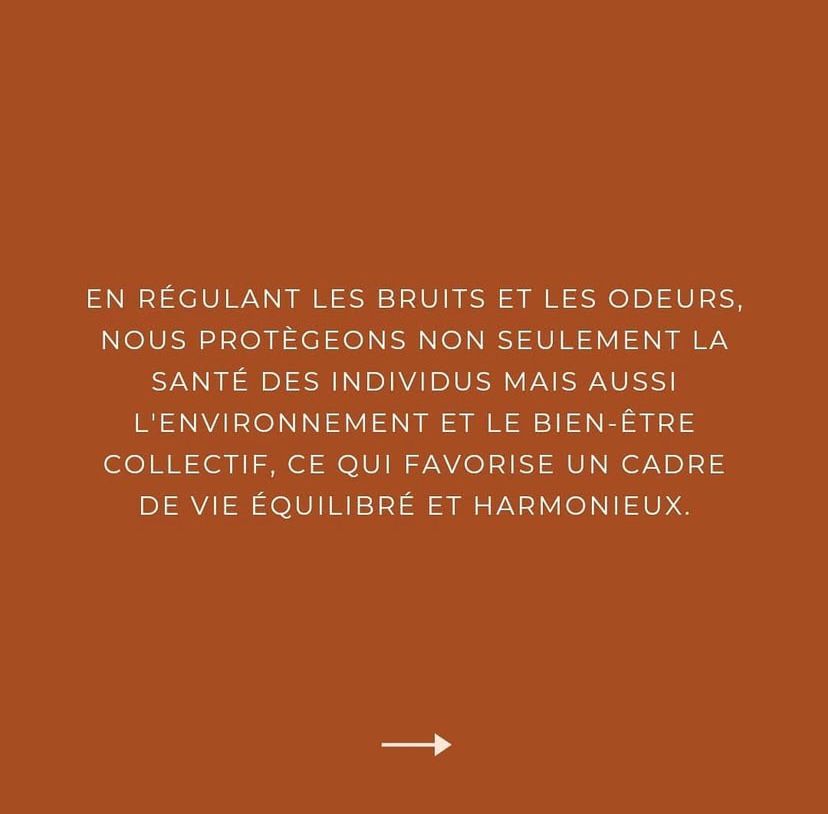 EN RÉGULANT LES BRUITS ET LES ODEURS,
NOUS PROTÈGEONS NON SEULEMENT LA
SANTÉ DES INDIVIDUS MAIS AUSSI
L'ENVIRONNEMENT ET LE BIEN-ÊTRE
COLLECTIF, CE QUI FAVORISE UN CADRE
DE VIE ÉQUILIBRÉ ET HARMONIEUX.